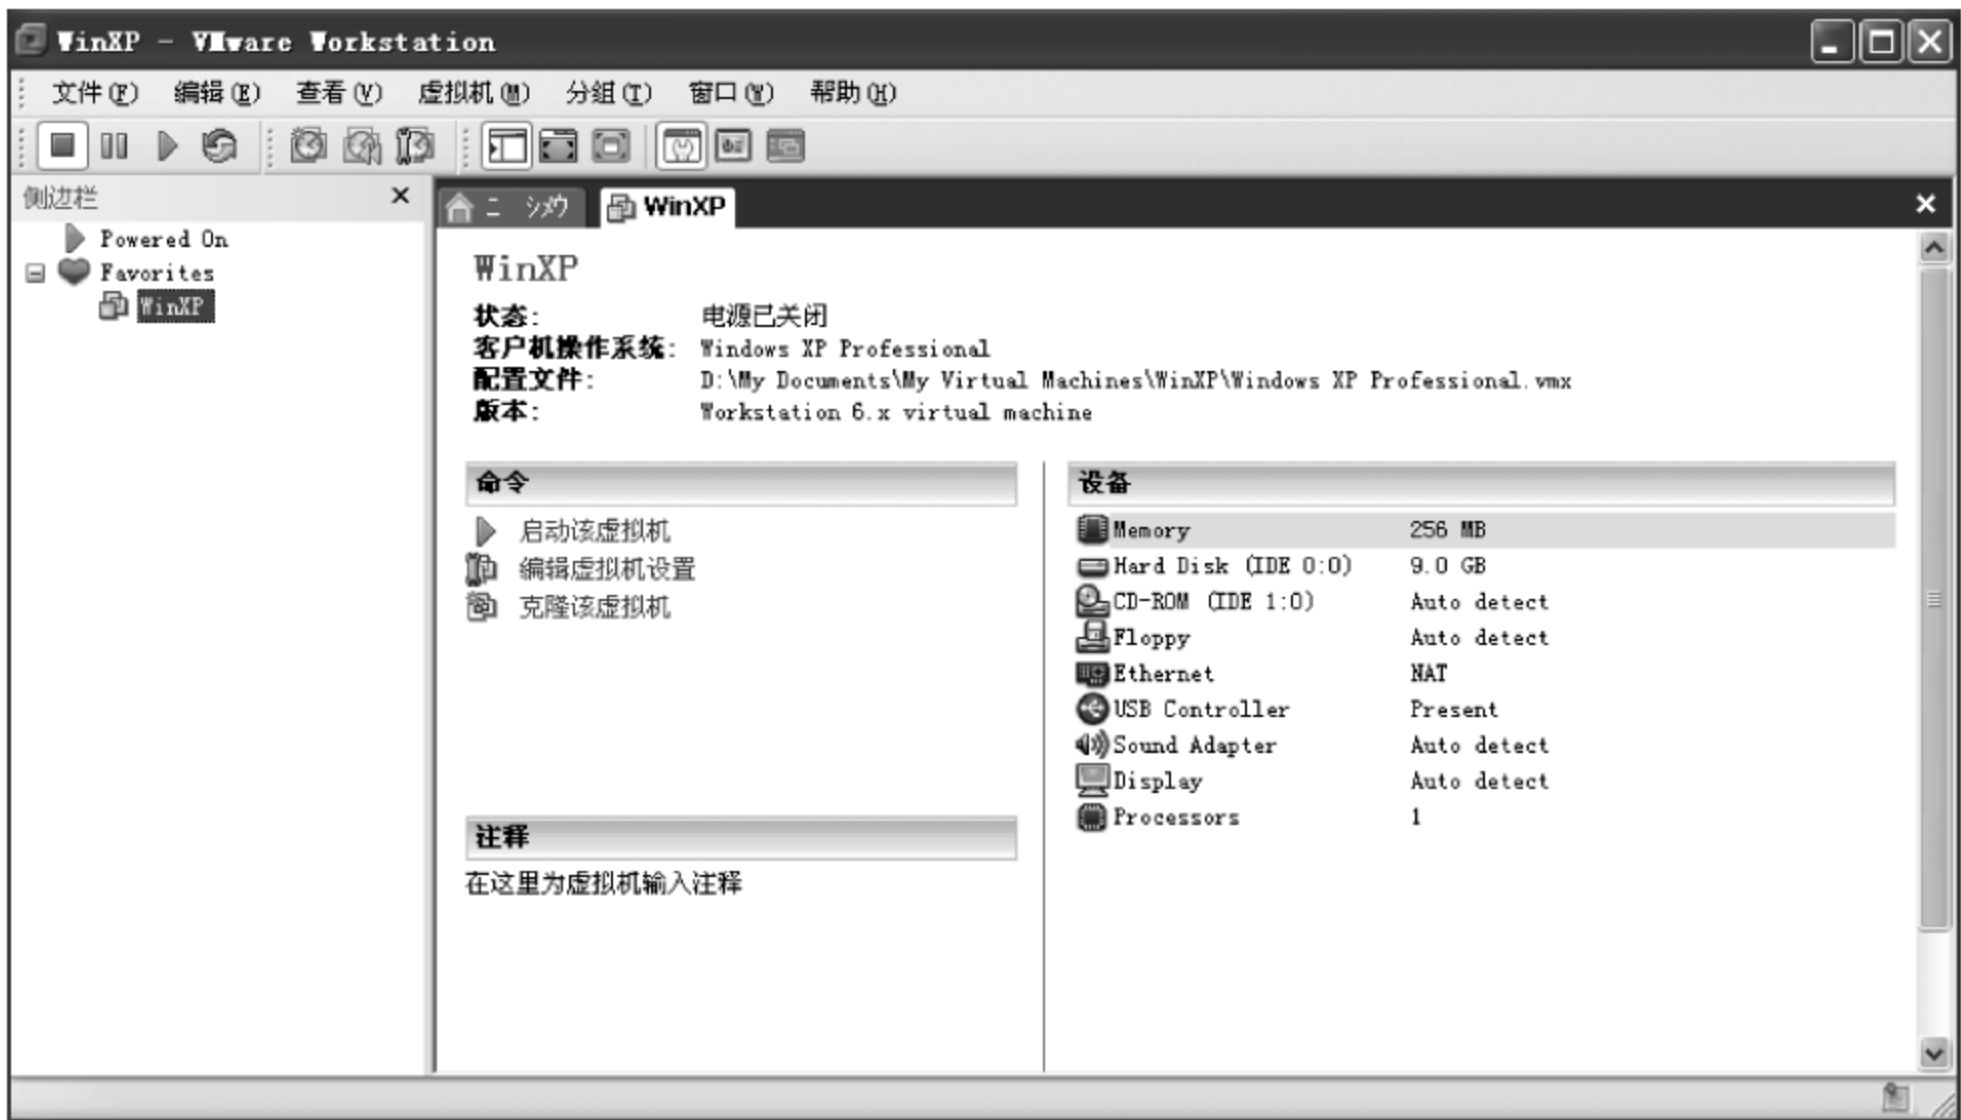 WinXP - VMware Workstation
文件(F) 编辑(E) 查看(V) 虚拟机(M) 分组(T) 窗口(W) 帮助(H)
侧边栏
Powered On
Favorites
WinXP
ニ シメウ WinXP
WinXP
状态: 电源已关闭
客户机操作系统: Windows XP Professional
配置文件: D:\My Documents\My Virtual Machines\WinXP\Windows XP Professional.vmx
版本: Workstation 6.x virtual machine
命令
启动该虚拟机
编辑虚拟机设置
克隆该虚拟机
注释
在这里为虚拟机输入注释
设备
Memory 256 MB
Hard Disk (IDE 0:0) 9.0 GB
CD-ROM (IDE 1:0) Auto detect
Floppy Auto detect
Ethernet NAT
USB Controller Present
Sound Adapter Auto detect
Display Auto detect
Processors 1